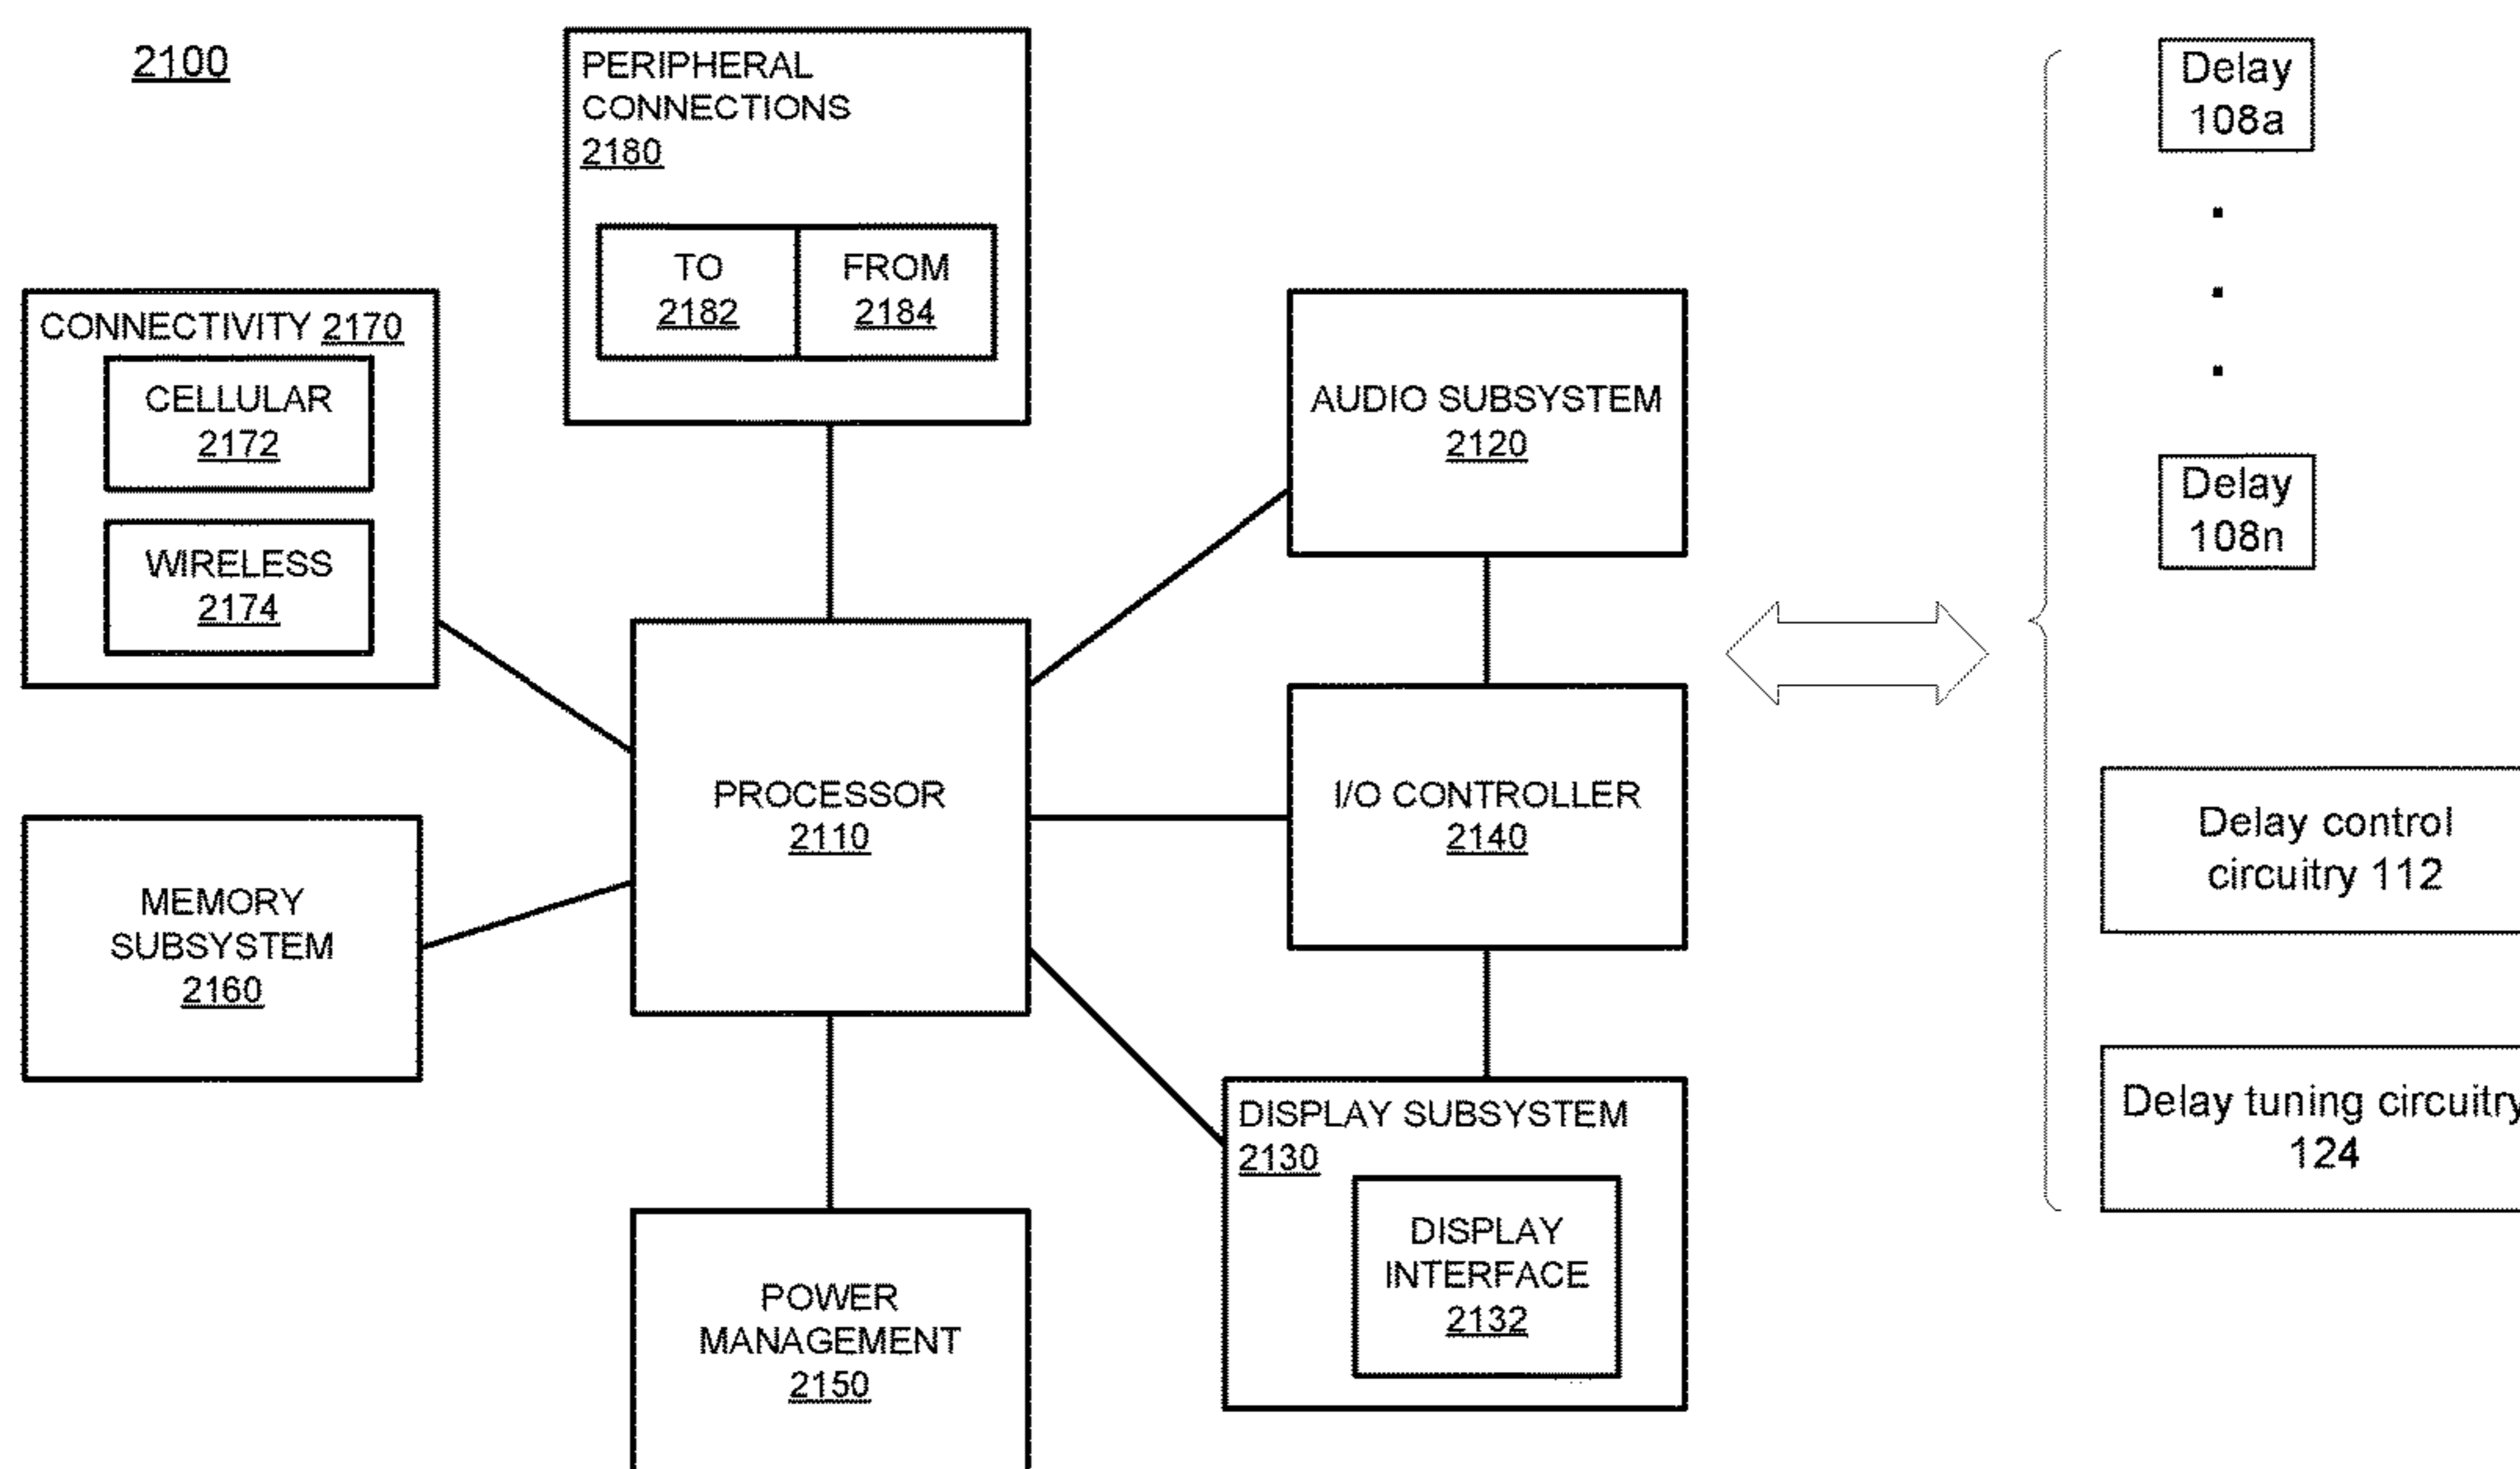 2100
PERIPHERAL
CONNECTIONS
2180
TO
2182
FROM
2184
CONNECTIVITY 2170
CELLULAR
2172
WIRELESS
2174
AUDIO SUBSYSTEM
2120
PROCESSOR
2110
I/O CONTROLLER
2140
MEMORY
SUBSYSTEM
2160
DISPLAY SUBSYSTEM
2130
DISPLAY
INTERFACE
2132
POWER
MANAGEMENT
2150
Delay
108a
.
.
.
Delay
108n
Delay control
circuitry 112
Delay tuning circuitry
124